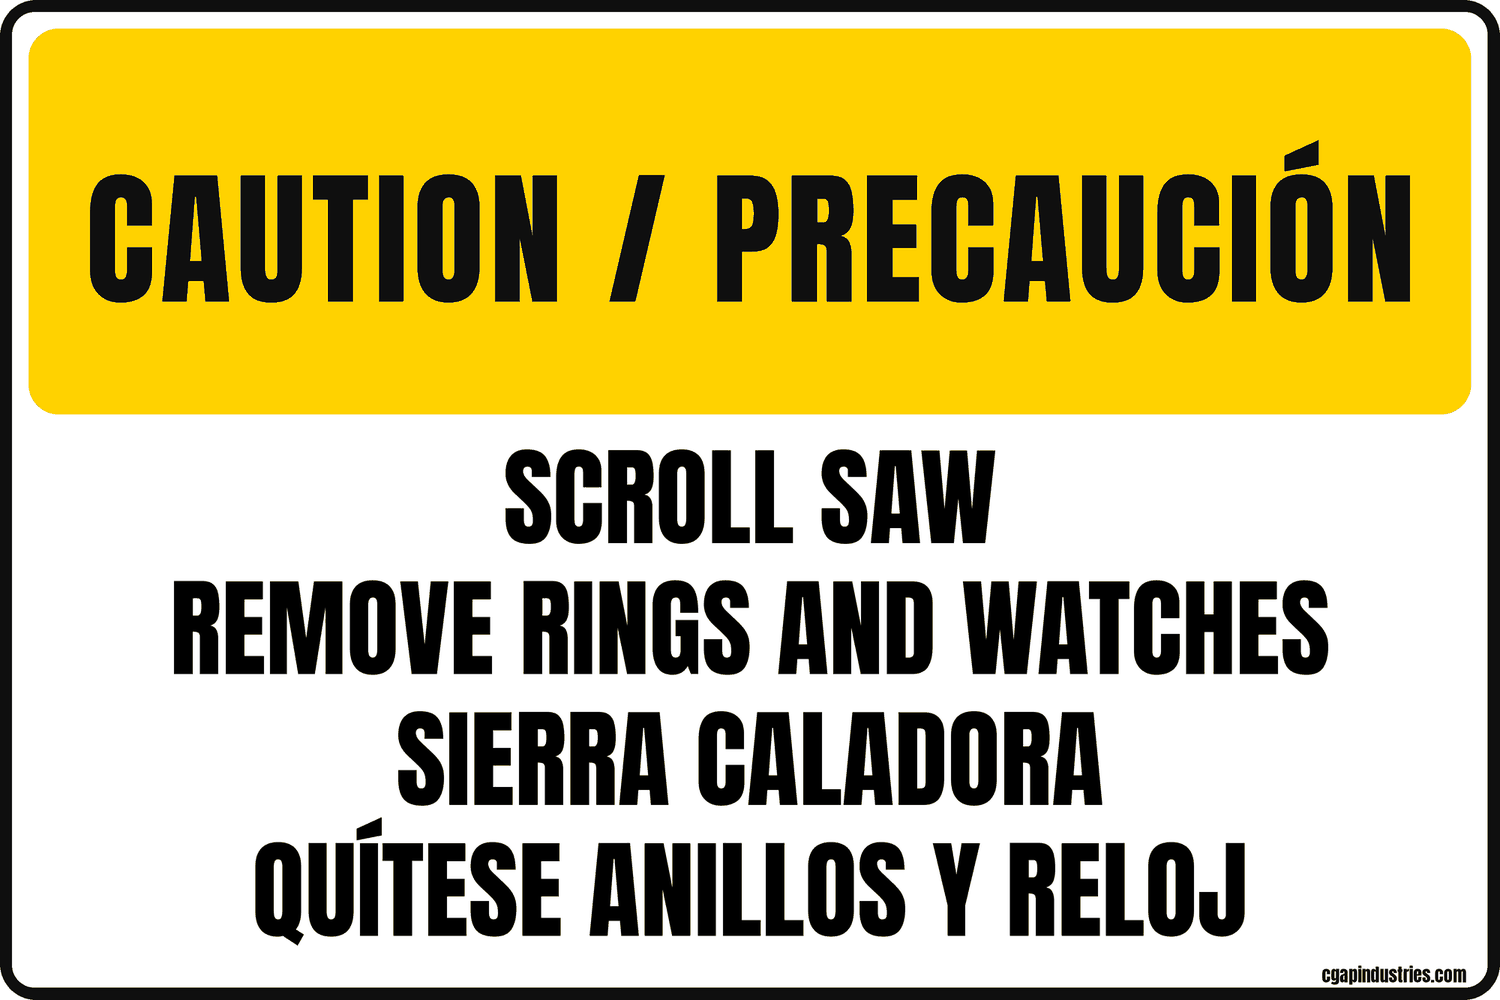 CAUTION / PRECAUCIÓN
SCROLL SAW
REMOVE RINGS AND WATCHES
SIERRA CALADORA
QUÍTESE ANILLOS Y RELOJ
cgapindustries.com